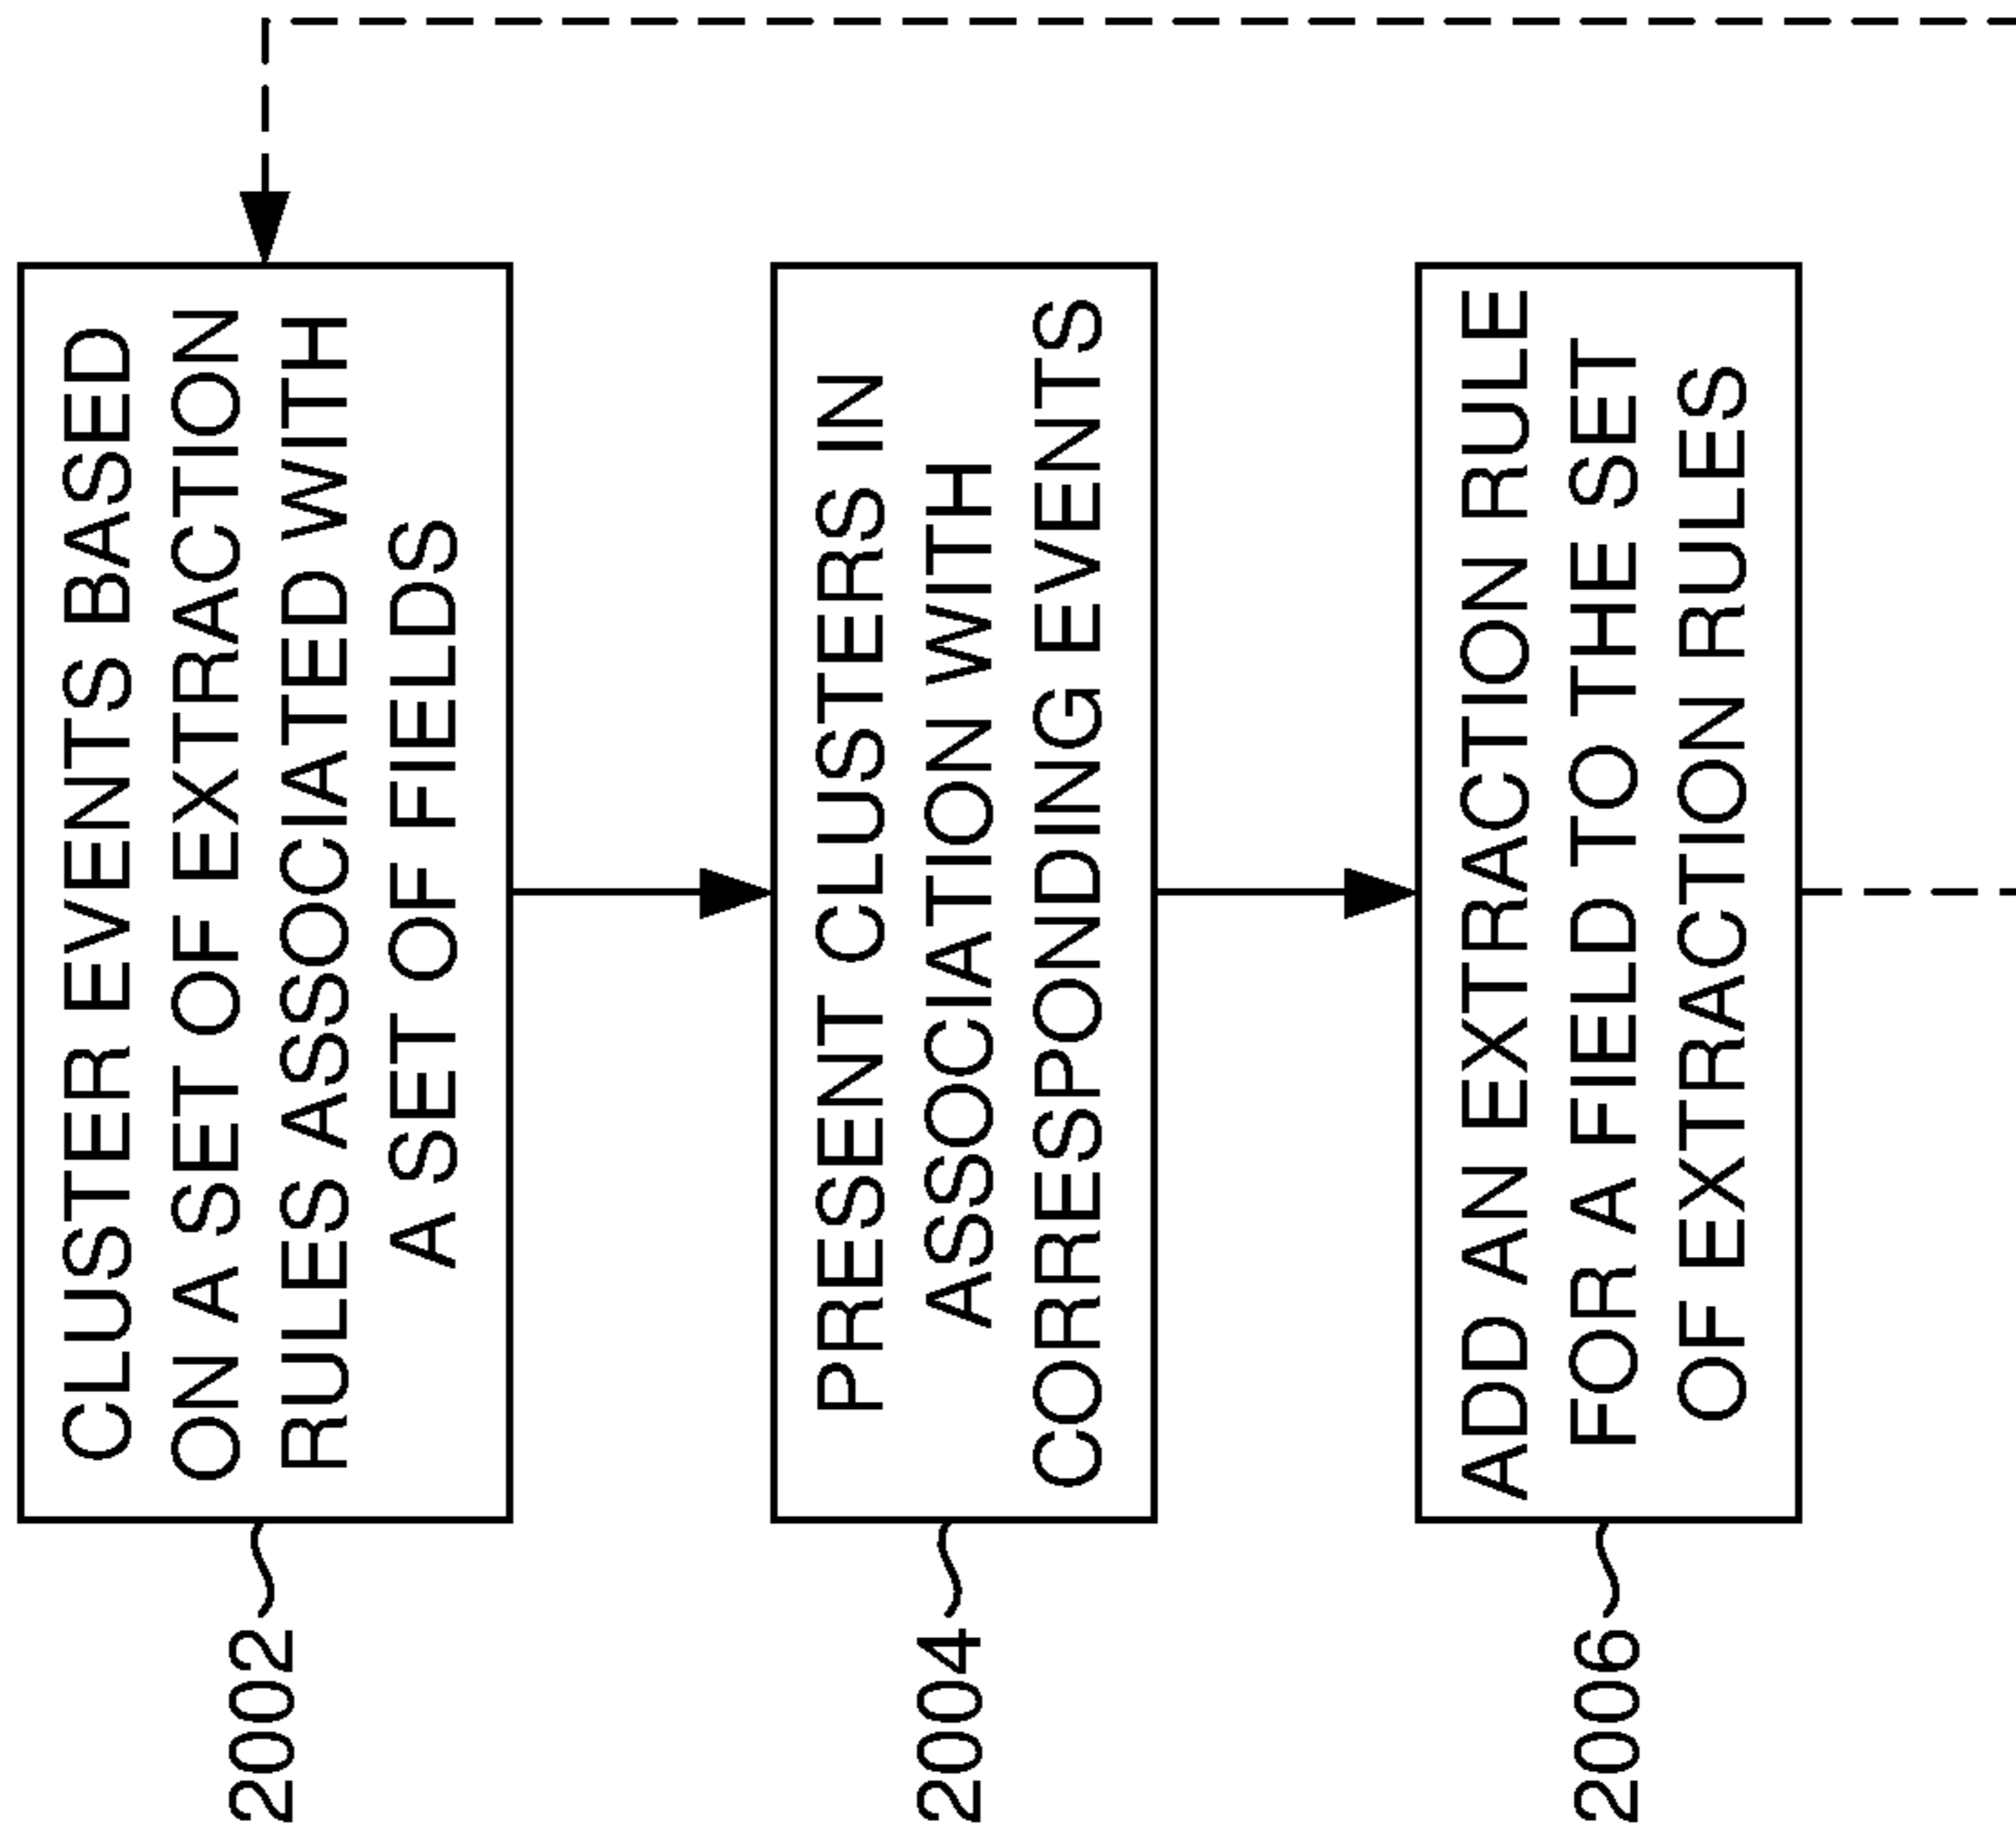 2002
CLUSTER EVENTS BASED
ON A SET OF EXTRACTION
RULES ASSOCIATED WITH
A SET OF FIELDS
2004
PRESENT CLUSTERS IN
ASSOCIATION WITH
CORRESPONDING EVENTS
2006
ADD AN EXTRACTION RULE
FOR A FIELD TO THE SET
OF EXTRACTION RULES